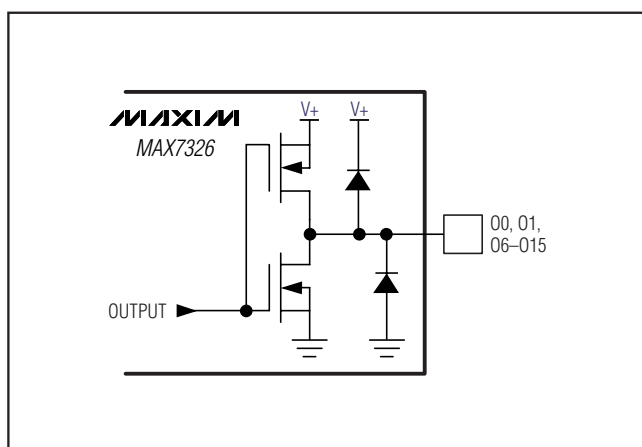 MAXIM
MAX7326
V+
V+
OUTPUT
O0, O1,
O6–O15